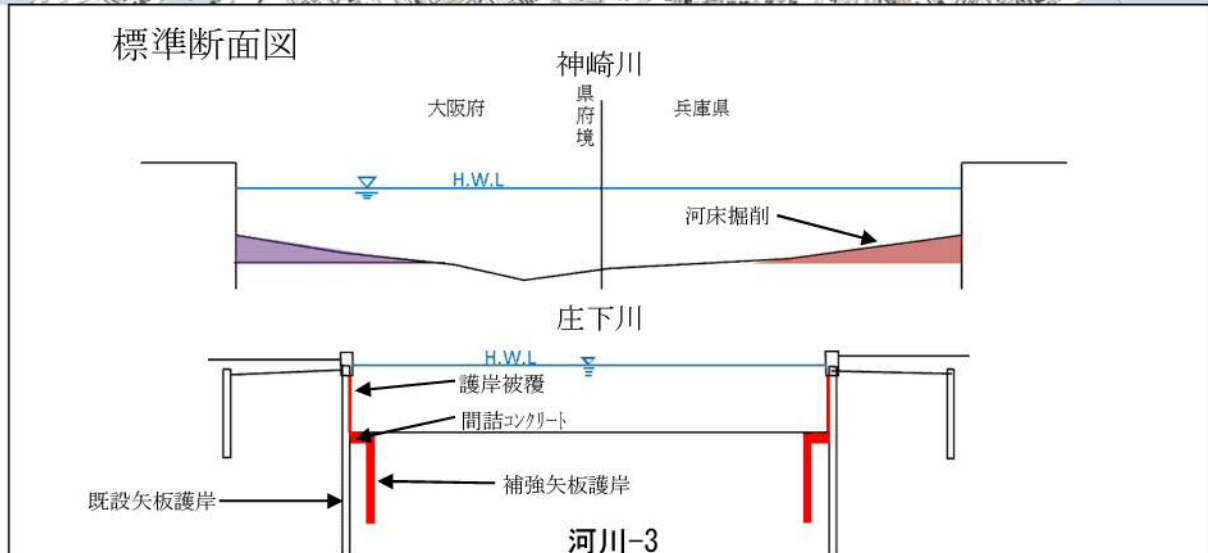 標準断面図
神崎川
大阪府
県府境
兵庫県
H.W.L
河床掘削
庄下川
H.W.L
護岸被覆
間詰コンクリート
補強矢板護岸
既設矢板護岸
河川-3